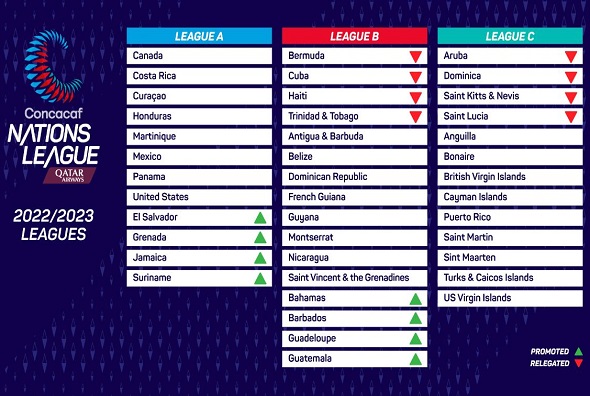 Concacaf
NATIONS
LEAGUE
QATAR
AIRWAYS
2022/2023
LEAGUES
LEAGUE A
Canada
Costa Rica
Curaçao
Honduras
Martinique
Mexico
Panama
United States
El Salvador
Grenada
Jamaica
Suriname
LEAGUE B
Bermuda
Cuba
Haiti
Trinidad & Tobago
Antigua & Barbuda
Belize
Dominican Republic
French Guiana
Guyana
Montserrat
Nicaragua
Saint Vincent & the Grenadines
Bahamas
Barbados
Guadeloupe
Guatemala
LEAGUE C
Aruba
Dominica
Saint Kitts & Nevis
Saint Lucia
Anguilla
Bonaire
British Virgin Islands
Cayman Islands
Puerto Rico
Saint Martin
Sint Maarten
Turks & Caicos Islands
US Virgin Islands
PROMOTED
RELEGATED